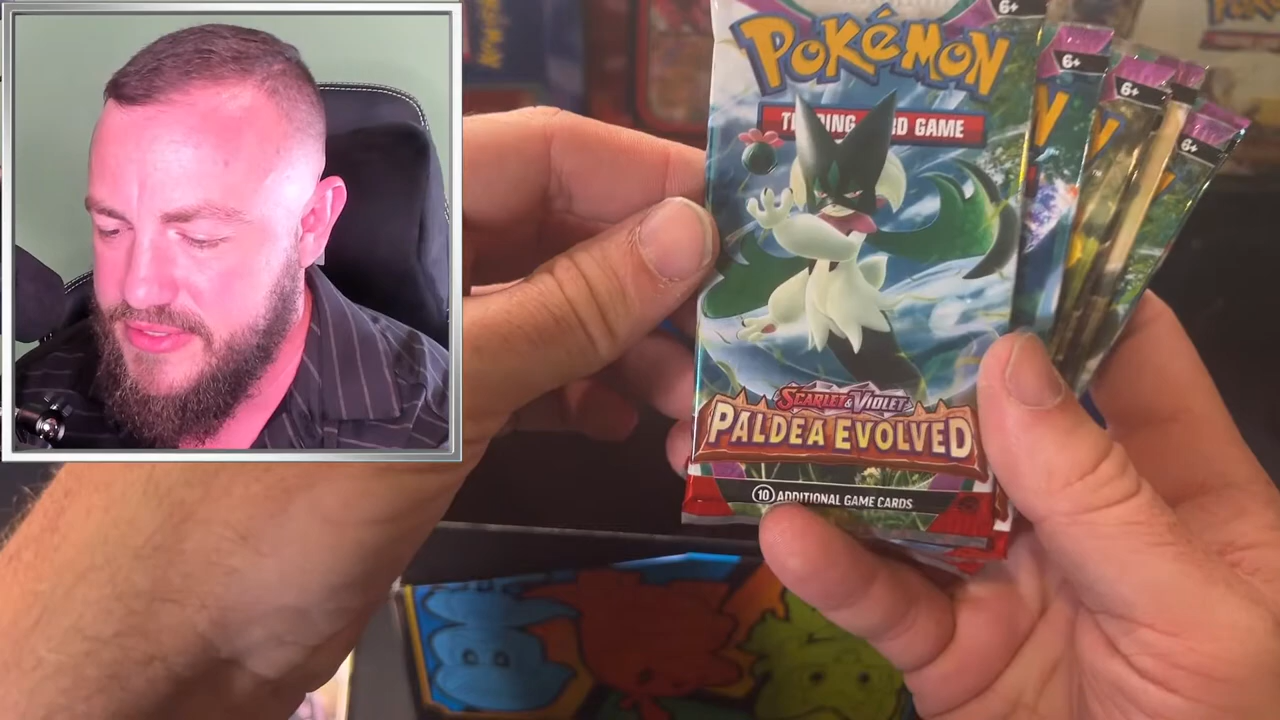 6+
POKéMON
6+
6+
6+
TRADING CARD GAME
SCARLET & VIOLET
PALDEA EVOLVED
10 ADDITIONAL GAME CARDS